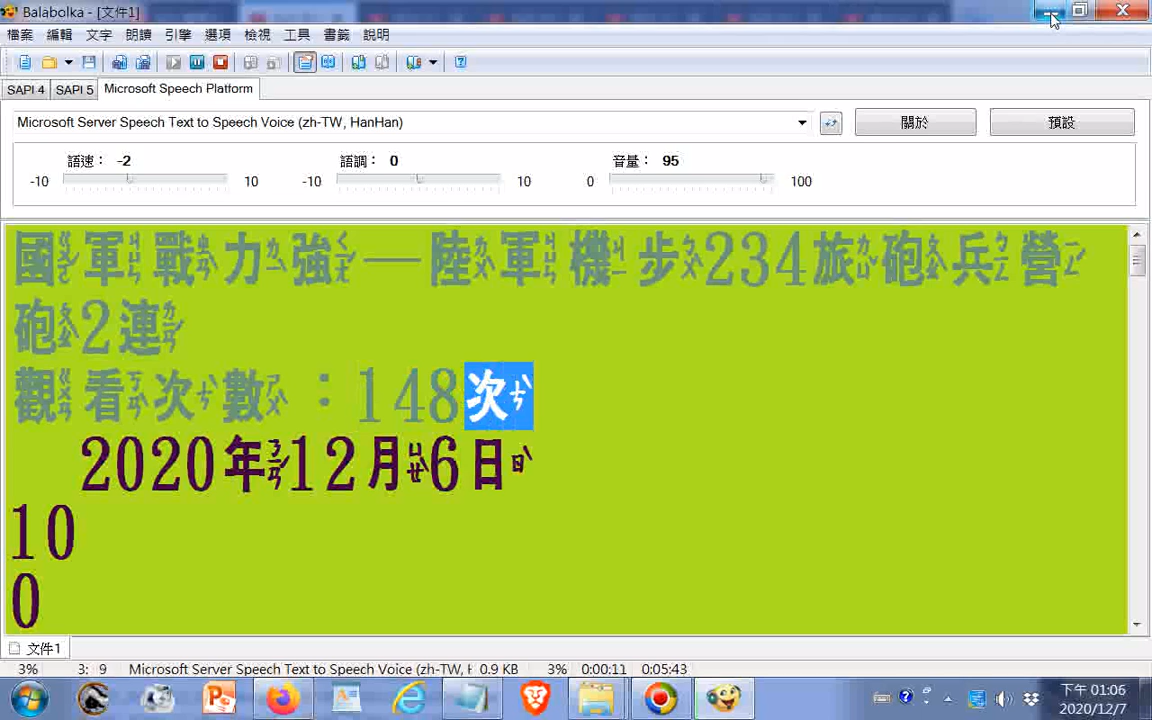 Balabolka - [文件1]
檔案 編輯 文字 朗讀 引擎 選項 檢視 工具 書籤 說明
SAPI 4 SAPI 5 Microsoft Speech Platform
Microsoft Server Speech Text to Speech Voice (zh-TW, HanHan) 關於 預設
語速： -2 語調： 0 音量： 95
-10 10 -10 10 0 100
國軍戰力強—陸軍機步234旅砲兵營
砲2連
觀看次數：148次
2020年12月6日
10
0
文件1
3% 3: 9 Microsoft Server Speech Text to Speech Voice (zh-TW, H 0.9 KB 3% 0:00:11 0:05:43
下午 01:06
2020/12/7